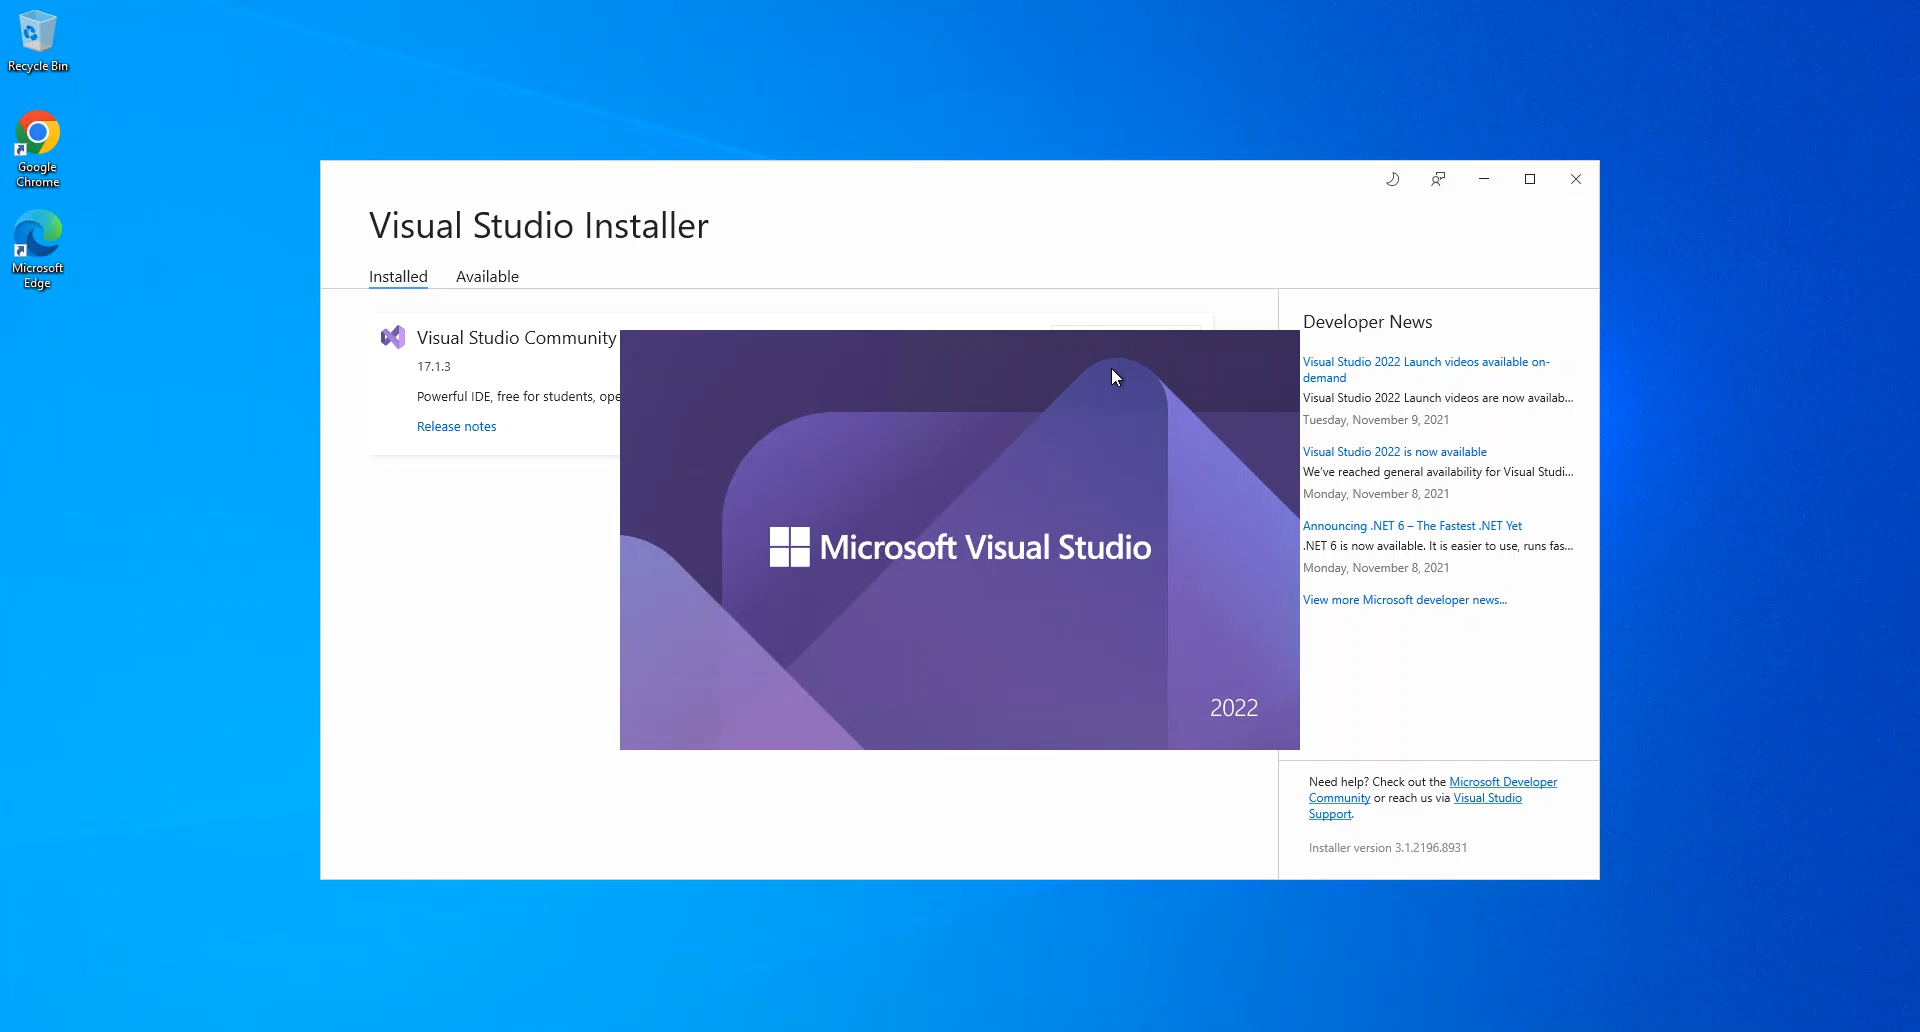 Recycle Bin
Google
Chrome
Microsoft
Edge
Visual Studio Installer
Installed
Available
Visual Studio Community
17.1.3
Powerful IDE, free for students, ope
Release notes
Microsoft Visual Studio
2022
Developer News
Visual Studio 2022 Launch videos available on-
demand
Visual Studio 2022 Launch videos are now availab...
Tuesday, November 9, 2021
Visual Studio 2022 is now available
We've reached general availability for Visual Studi...
Monday, November 8, 2021
Announcing .NET 6 – The Fastest .NET Yet
.NET 6 is now available. It is easier to use, runs fas...
Monday, November 8, 2021
View more Microsoft developer news...
Need help? Check out the Microsoft Developer
Community or reach us via Visual Studio
Support.
Installer version 3.1.2196.8931